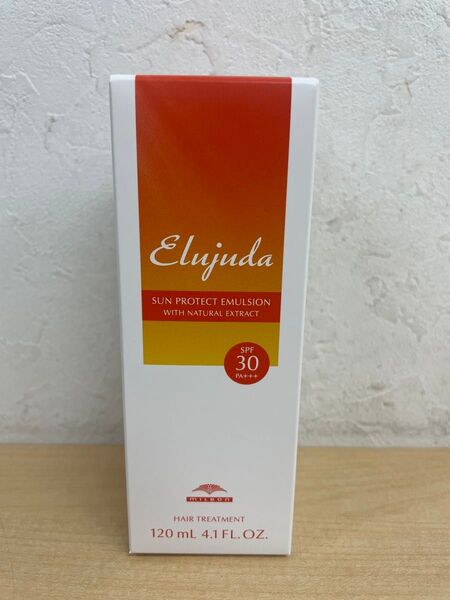 Elujuda
SUN PROTECT EMULSION
WITH NATURAL EXTRACT
SPF
30
PA+++
milbon
HAIR TREATMENT
120 mL 4.1 FL. OZ.